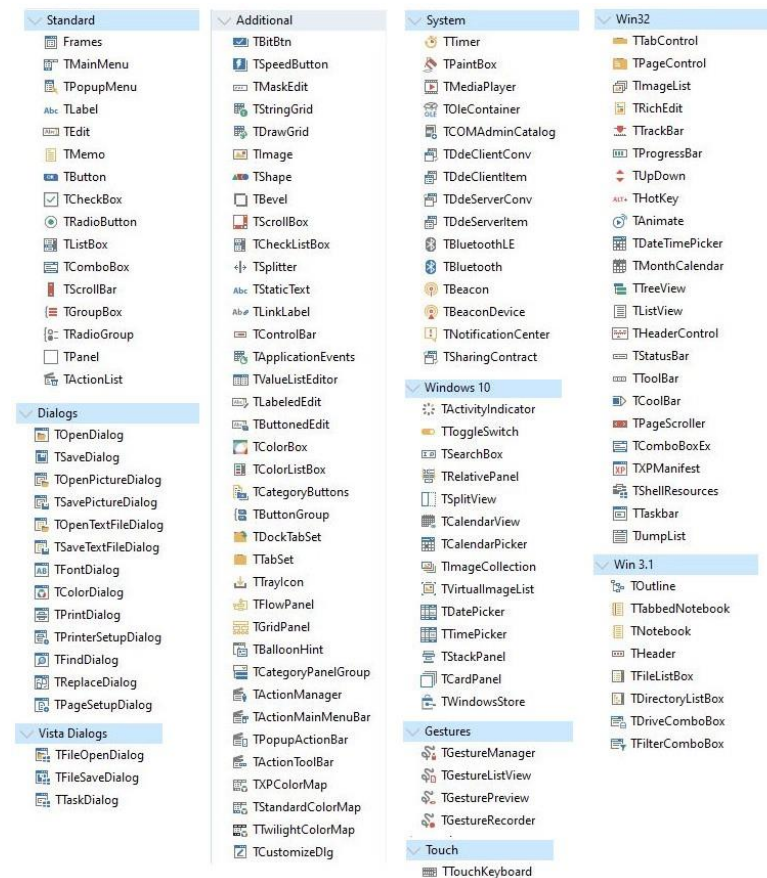 Standard
Frames
TMainMenu
TPopupMenu
TLabel
TEdit
TMemo
TButton
TCheckBox
TRadioButton
TListBox
TComboBox
TScrollBar
TGroupBox
TRadioGroup
TPanel
TActionList
Dialogs
TOpenDialog
TSaveDialog
TOpenPictureDialog
TSavePictureDialog
TOpenTextFileDialog
TSaveTextFileDialog
TFontDialog
TColorDialog
TPrintDialog
TPrinterSetupDialog
TFindDialog
TReplaceDialog
TPageSetupDialog
Vista Dialogs
TFileOpenDialog
TFileSaveDialog
TTaskDialog
Additional
TBitBtn
TSpeedButton
TMaskEdit
TStringGrid
TDrawGrid
TImage
TShape
TBevel
TScrollBox
TCheckListBox
TSplitter
TStaticText
TLinkLabel
TControlBar
TApplicationEvents
TValueListEditor
TLabeledEdit
TButtonedEdit
TColorBox
TColorListBox
TCategoryButtons
TButtonGroup
TDockTabSet
TTabSet
TTrayIcon
TFlowPanel
TGridPanel
TBalloonHint
TCategoryPanelGroup
TActionManager
TActionMainMenuBar
TPopupActionBar
TActionToolBar
TXPColorMap
TStandardColorMap
TTwilightColorMap
TCustomizeDlg
System
TTimer
TPaintBox
TMediaPlayer
TOleContainer
TCOMAdminCatalog
TDdeClientConv
TDdeClientItem
TDdeServerConv
TDdeServerItem
TBluetoothLE
TBluetooth
TBeacon
TBeaconDevice
TNotificationCenter
TSharingContract
Windows 10
TActivityIndicator
TToggleSwitch
TSearchBox
TRelativePanel
TSplitView
TCalendarView
TCalendarPicker
TImageCollection
TVirtualImageList
TDatePicker
TTimePicker
TStackPanel
TCardPanel
TWindowsStore
Gestures
TGestureManager
TGestureListView
TGesturePreview
TGestureRecorder
Touch
TTouchKeyboard
Win32
TTabControl
TPageControl
TImageList
TRichEdit
TTrackBar
TProgressBar
TUpDown
THotKey
TAnimate
TDateTimePicker
TMonthCalendar
TTreeView
TListView
THeaderControl
TStatusBar
TToolBar
TCoolBar
TPageScroller
TComboBoxEx
TXPManifest
TShellResources
TTaskbar
TJumpList
Win 3.1
TOutline
TTabbedNotebook
TNotebook
THeader
TFileListBox
TDirectoryListBox
TDriveComboBox
TFilterComboBox